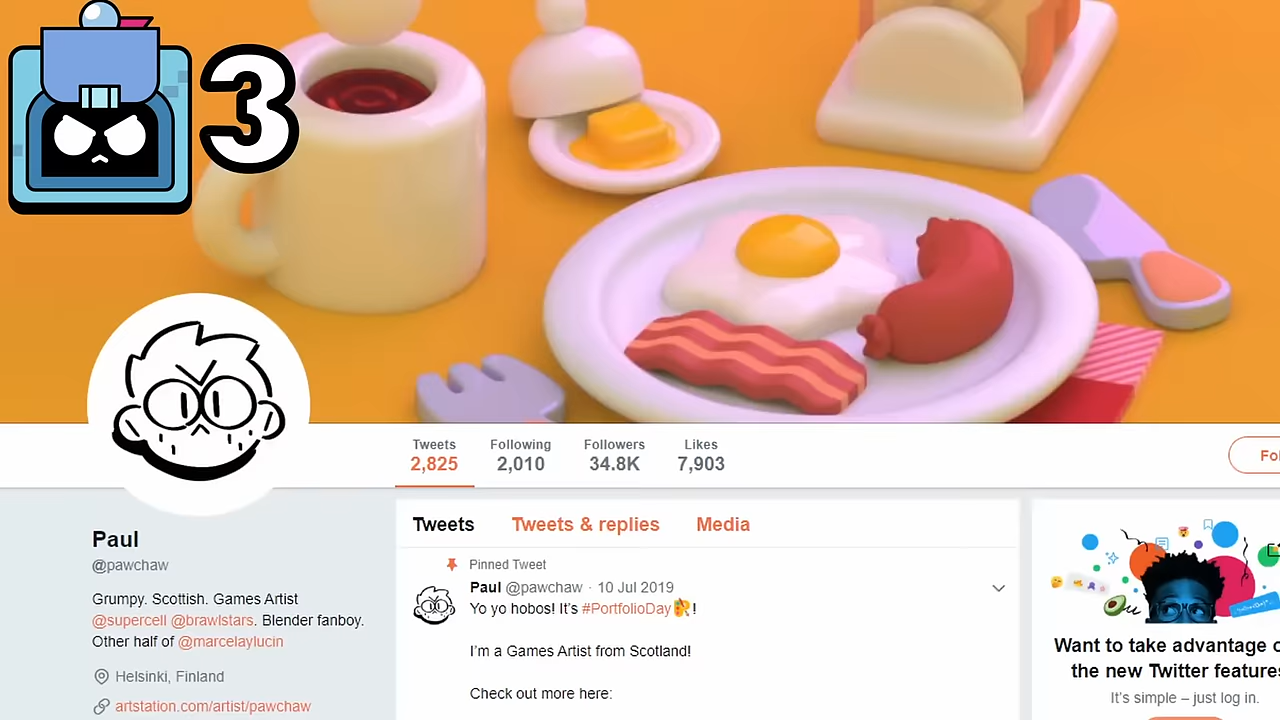 3
Tweets Following Followers Likes
2,825 2,010 34.8K 7,903
Fol
Paul
@pawchaw
Grumpy. Scottish. Games Artist
@supercell @brawlstars. Blender fanboy.
Other half of @marcelaylucin
Helsinki, Finland
artstation.com/artist/pawchaw
Tweets Tweets & replies Media
Pinned Tweet
Paul @pawchaw · 10 Jul 2019
Yo yo hobos! It's #PortfolioDay !
I'm a Games Artist from Scotland!
Check out more here:
Want to take advantage o
the new Twitter features
It's simple – just log in.